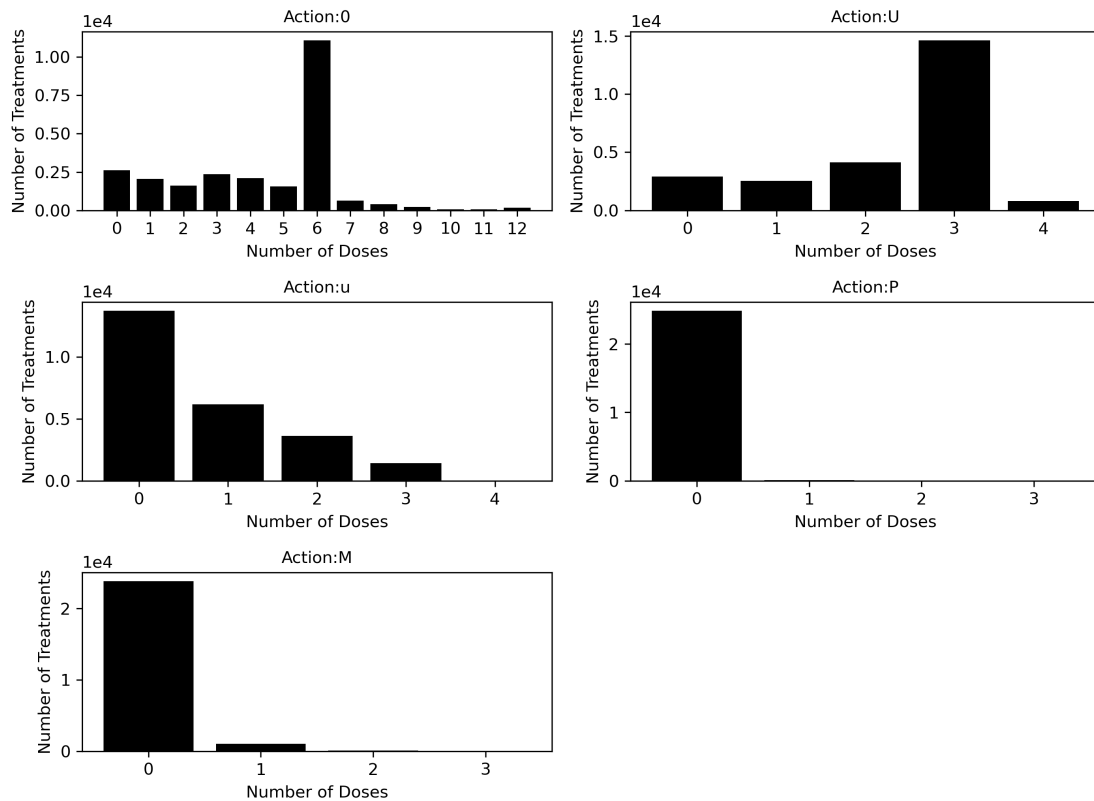 Action:0
1e4
Number of Treatments
1.00
0.75
0.50
0.25
0.00
0 1 2 3 4 5 6 7 8 9 10 11 12
Number of Doses
Action:U
1e4
Number of Treatments
1.5
1.0
0.5
0.0
0 1 2 3 4
Number of Doses
Action:u
1e4
Number of Treatments
1.0
0.5
0.0
0 1 2 3 4
Number of Doses
Action:P
1e4
Number of Treatments
2
1
0
0 1 2 3
Number of Doses
Action:M
1e4
Number of Treatments
2
1
0
0 1 2 3
Number of Doses